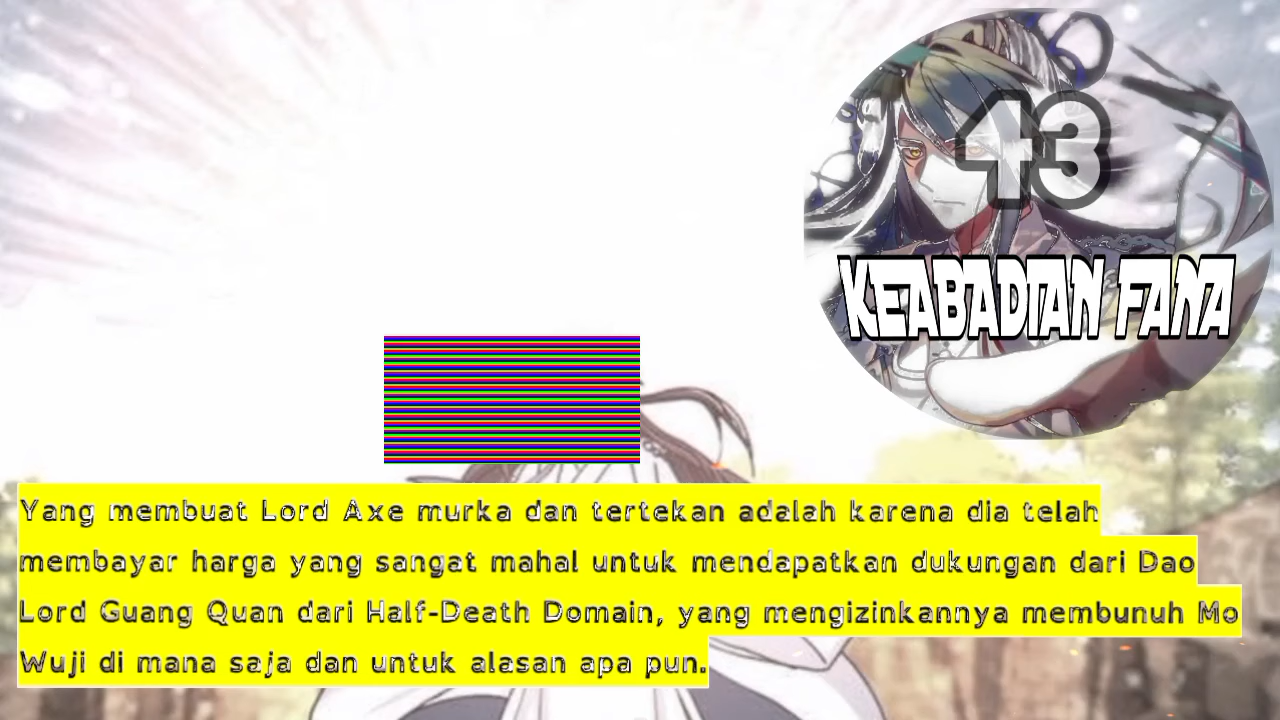 43
KEABADIAN FANA
Yang membuat Lord Axe murka dan tertekan adalah karena dia telah
membayar harga yang sangat mahal untuk mendapatkan dukungan dari Dao
Lord Guang Quan dari Half-Death Domain, yang mengizinkannya membunuh Mo
Wuji di mana saja dan untuk alasan apa pun.